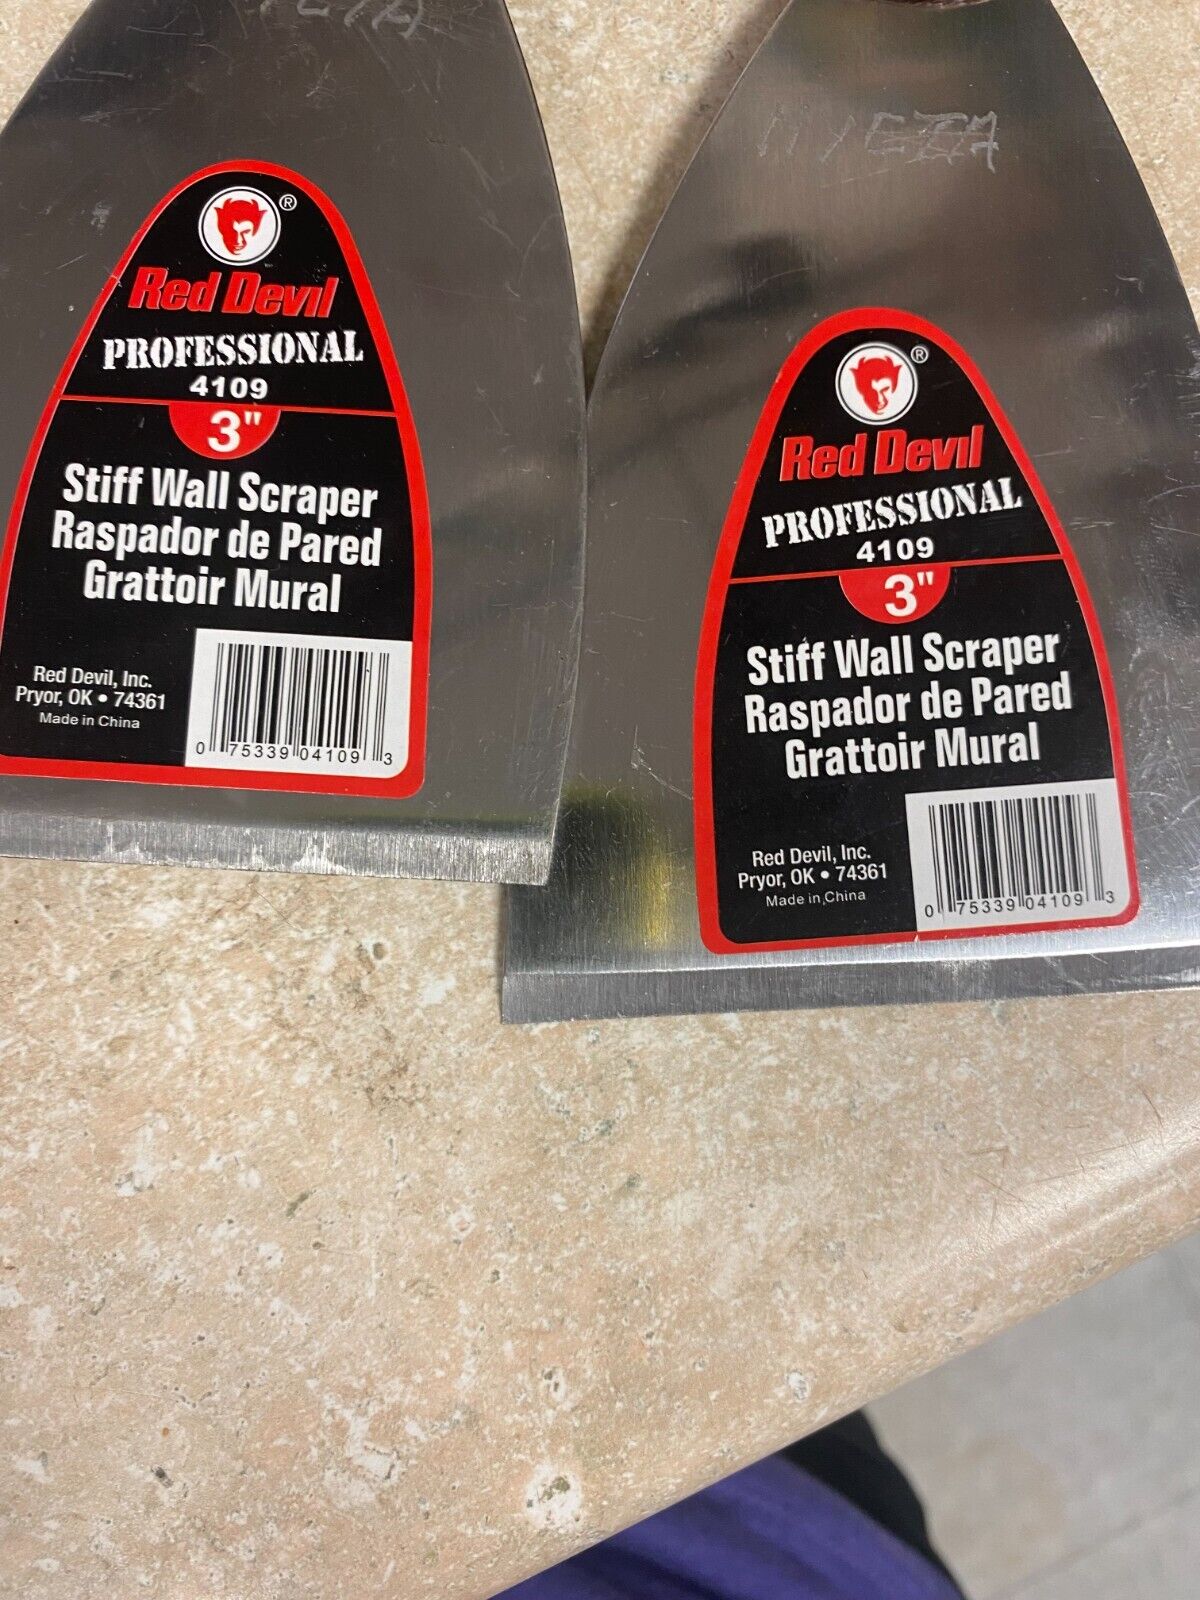 ®
Red Devil
PROFESSIONAL
4109
3"
Stiff Wall Scraper
Raspador de Pared
Grattoir Mural
Red Devil, Inc.
Pryor, OK • 74361
Made in China
0 75339 04109 3
®
Red Devil
PROFESSIONAL
4109
3"
Stiff Wall Scraper
Raspador de Pared
Grattoir Mural
Red Devil, Inc.
Pryor, OK • 74361
Made in China
0 75339 04109 3